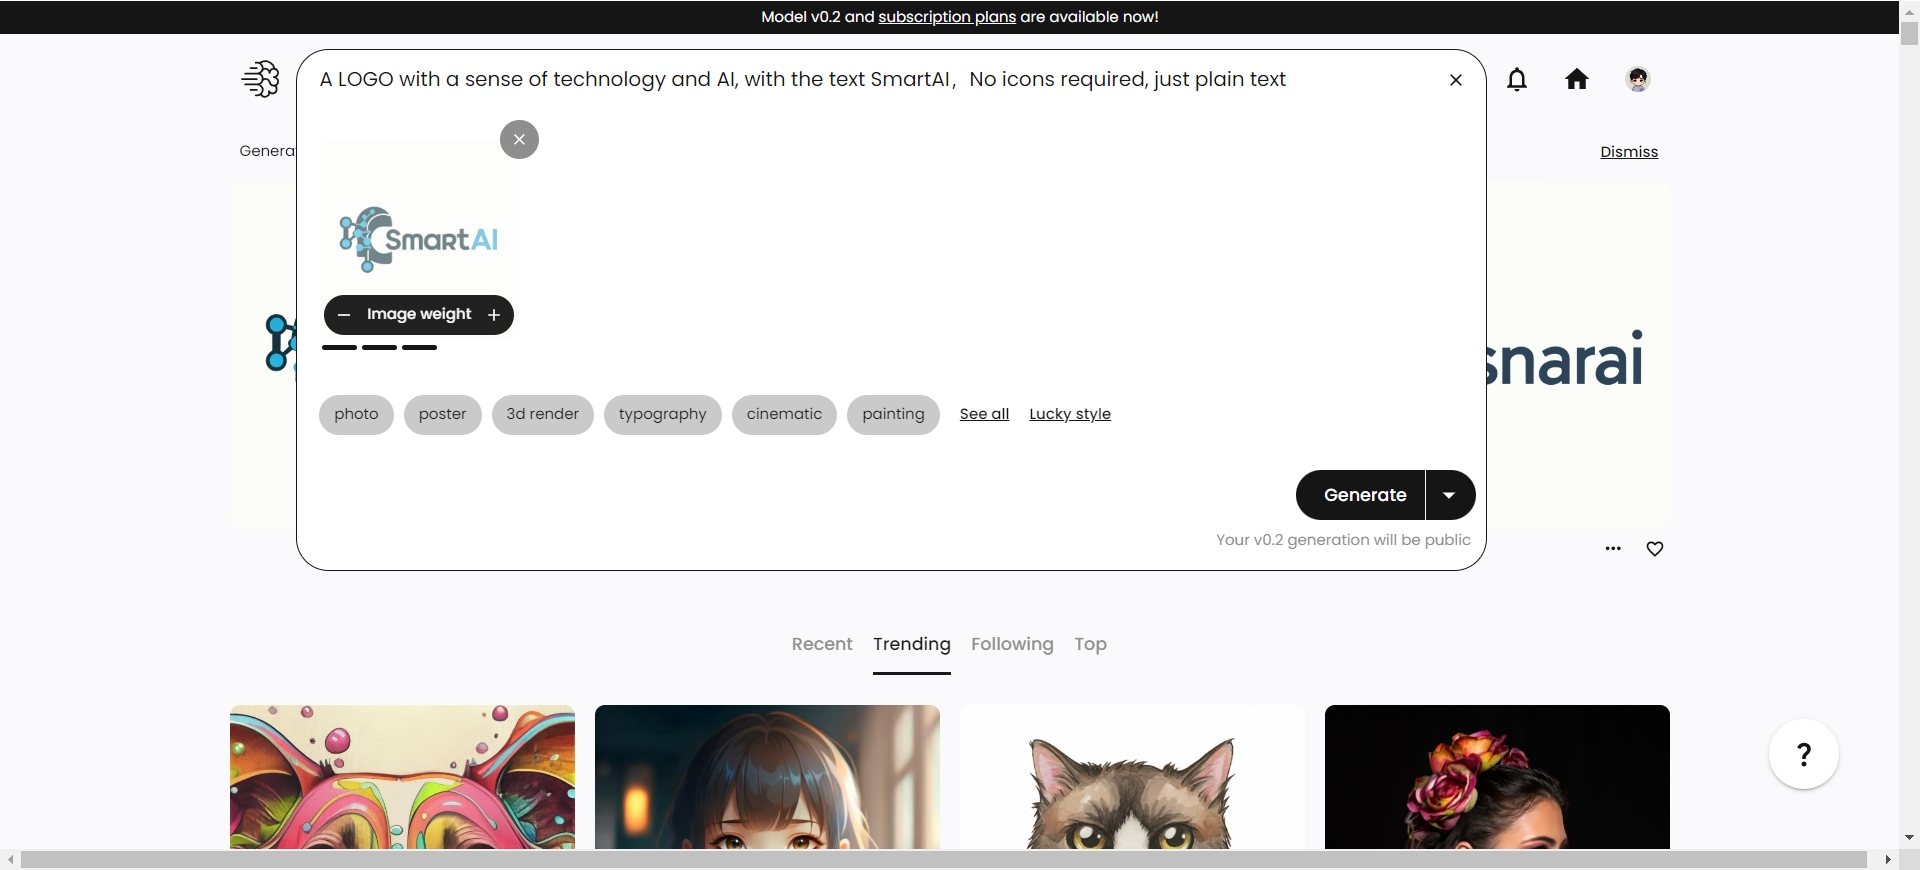 Model v0.2 and subscription plans are available now!
A LOGO with a sense of technology and AI, with the text SmartAI，No icons required, just plain text
Genera
Dismiss
SmartAI
Image weight
snarai
photo
poster
3d render
typography
cinematic
painting
See all
Lucky style
Generate
Your v0.2 generation will be public
Recent
Trending
Following
Top
?